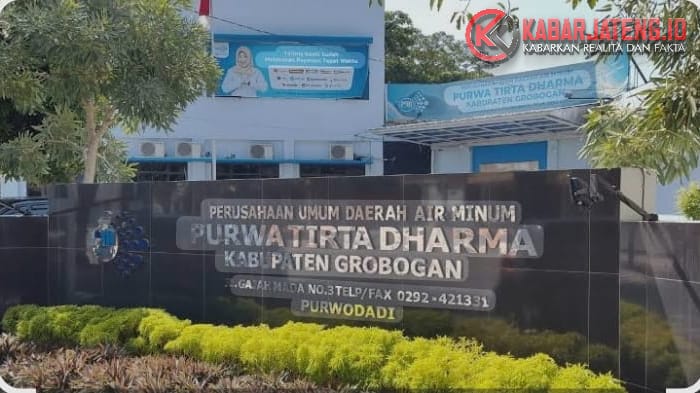 KABARJATENG.ID
KABARKAN REALITA DAN FAKTA
PURWA TIRTA DHARMA
KABUPATEN GROBOGAN
PERUSAHAAN UMUM DAERAH AIR MINUM
PURWA TIRTA DHARMA
KABUPATEN GROBOGAN
GAJAH MADA NO.3 TELP/FAX 0292-421331
PURWODADI